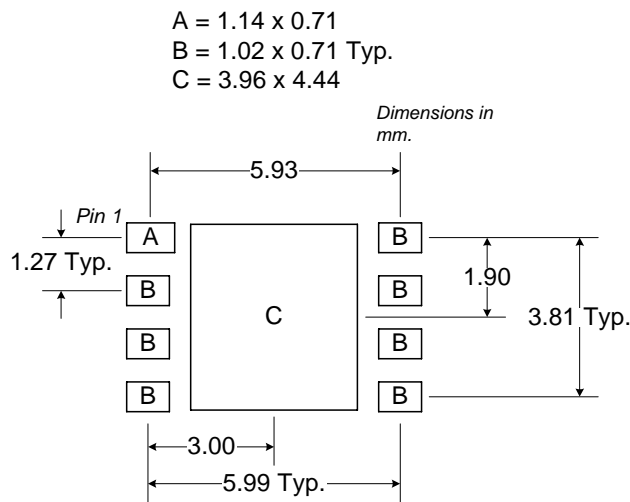 A = 1.14 x 0.71
B = 1.02 x 0.71 Typ.
C = 3.96 x 4.44
Dimensions in
mm.
5.93
Pin 1
A
B
1.27 Typ.
1.90
B
B
C
3.81 Typ.
B
B
B
B
3.00
5.99 Typ.